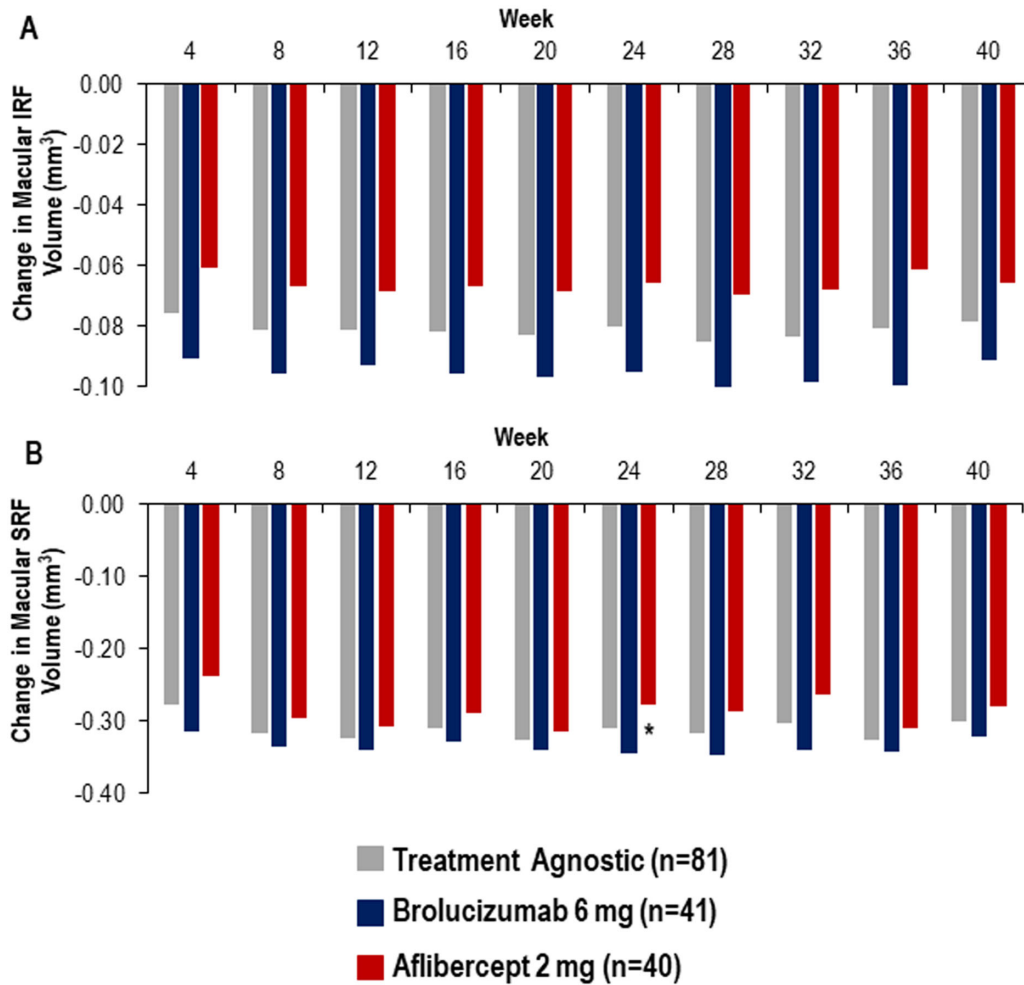 A
Week
4 8 12 16 20 24 28 32 36 40
Change in Macular IRF
Volume (mm³)
0.00
-0.02
-0.04
-0.06
-0.08
-0.10
B
Week
4 8 12 16 20 24 28 32 36 40
Change in Macular SRF
Volume (mm³)
0.00
-0.10
-0.20
-0.30
-0.40
*
Treatment Agnostic (n=81)
Brolucizumab 6 mg (n=41)
Aflibercept 2 mg (n=40)